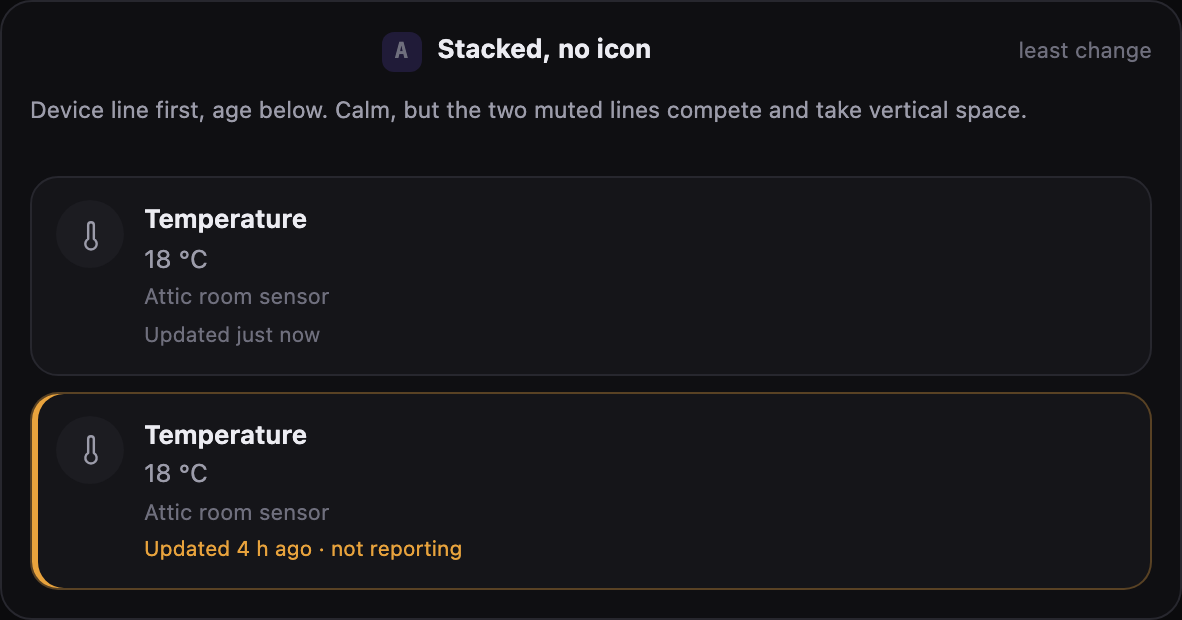 A Stacked, no icon least change
Device line first, age below. Calm, but the two muted lines compete and take vertical space.
Temperature
18 °C
Attic room sensor
Updated just now
Temperature
18 °C
Attic room sensor
Updated 4 h ago · not reporting